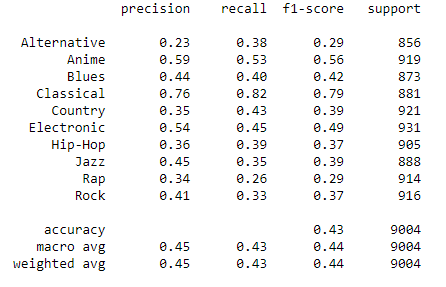 precision recall f1-score support
Alternative 0.23 0.38 0.29 856
Anime 0.59 0.53 0.56 919
Blues 0.44 0.40 0.42 873
Classical 0.76 0.82 0.79 881
Country 0.35 0.43 0.39 921
Electronic 0.54 0.45 0.49 931
Hip-Hop 0.36 0.39 0.37 905
Jazz 0.45 0.35 0.39 888
Rap 0.34 0.26 0.29 914
Rock 0.41 0.33 0.37 916
accuracy 0.43 9004
macro avg 0.45 0.43 0.44 9004
weighted avg 0.45 0.43 0.44 9004